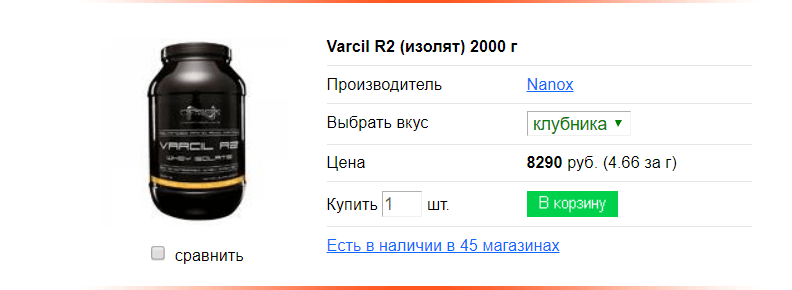 Varcil R2 (изолят) 2000 г
Производитель Nanox
Выбрать вкус клубника
Цена 8290 руб. (4.66 за г)
Купить 1 шт. В корзину
Есть в наличии в 45 магазинах
VARCIL R2
WHEY ISOLATE
сравнить